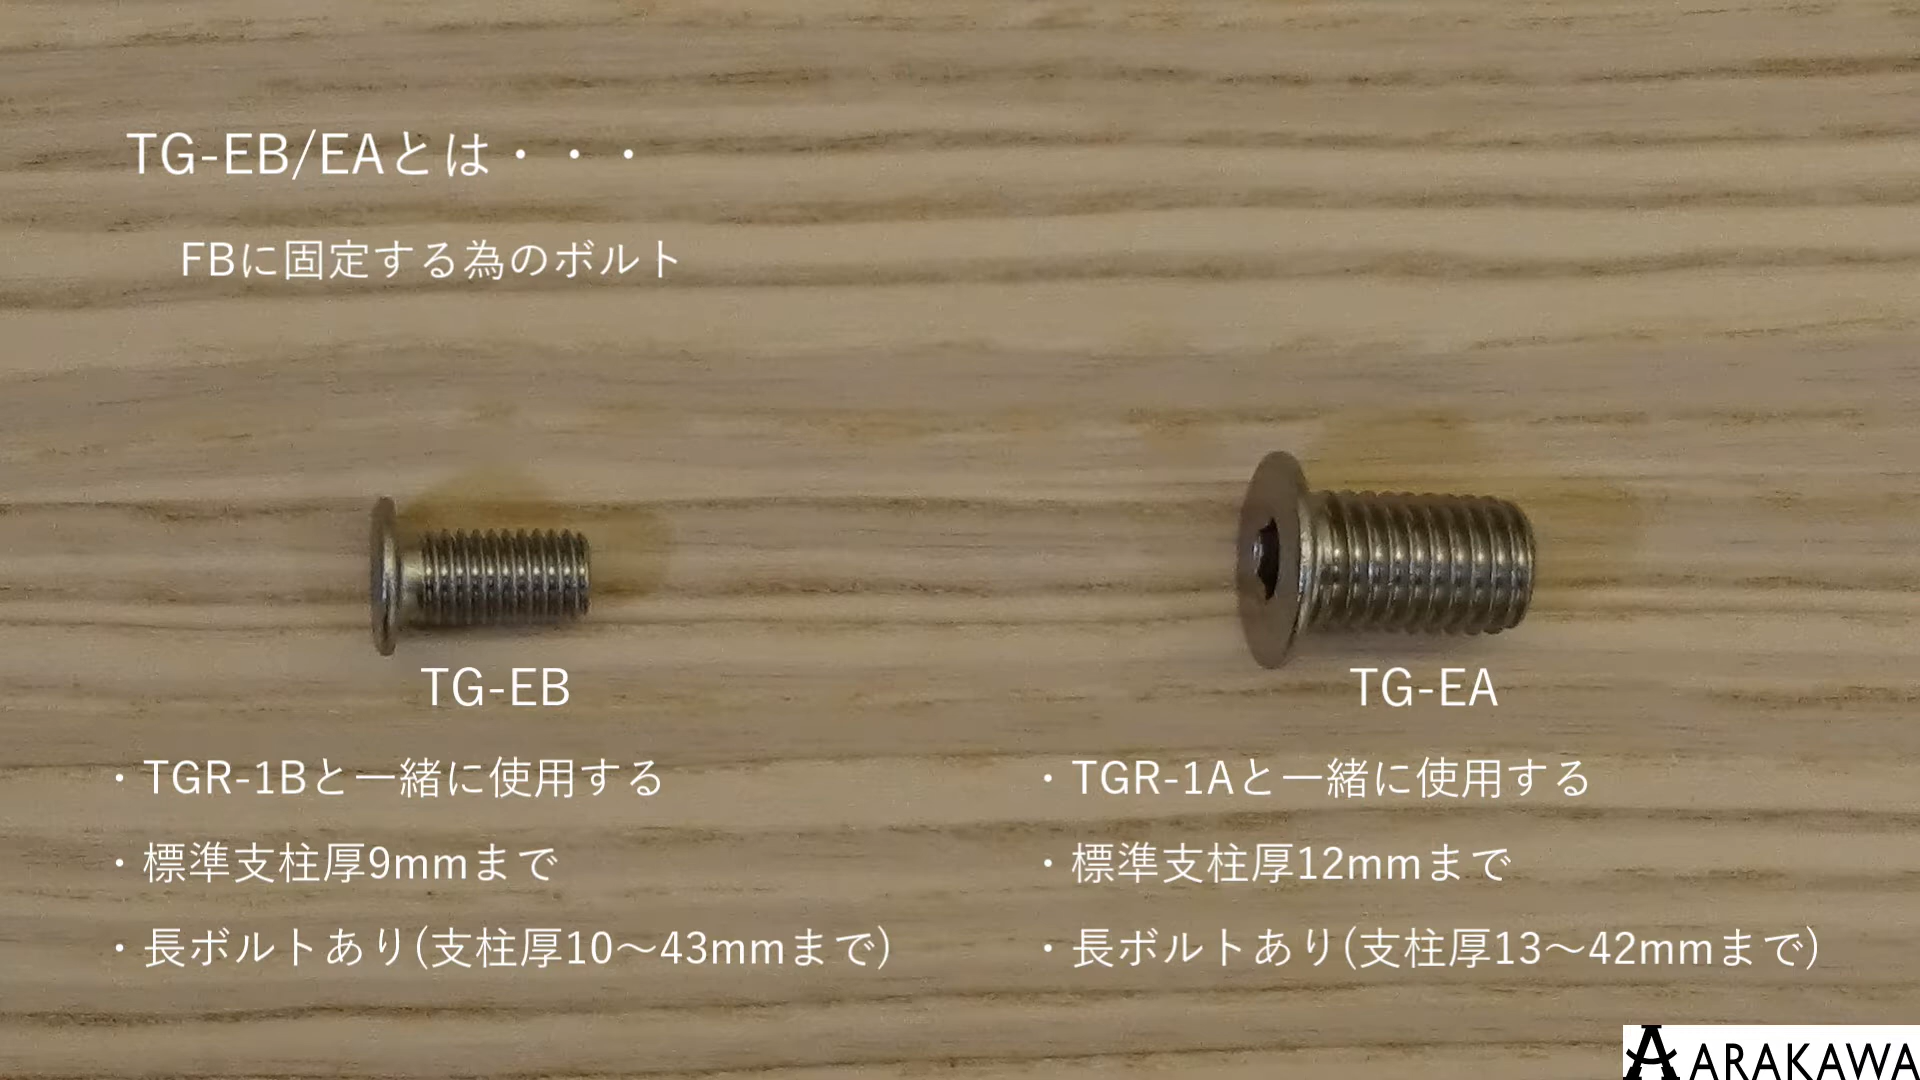 TG-EB/EAとは・・・
FBに固定する為のボルト
TG-EB
・TGR-1Bと一緒に使用する
・標準支柱厚9mmまで
・長ボルトあり(支柱厚10～43mmまで)
TG-EA
・TGR-1Aと一緒に使用する
・標準支柱厚12mmまで
・長ボルトあり(支柱厚13～42mmまで)
ARAKAWA